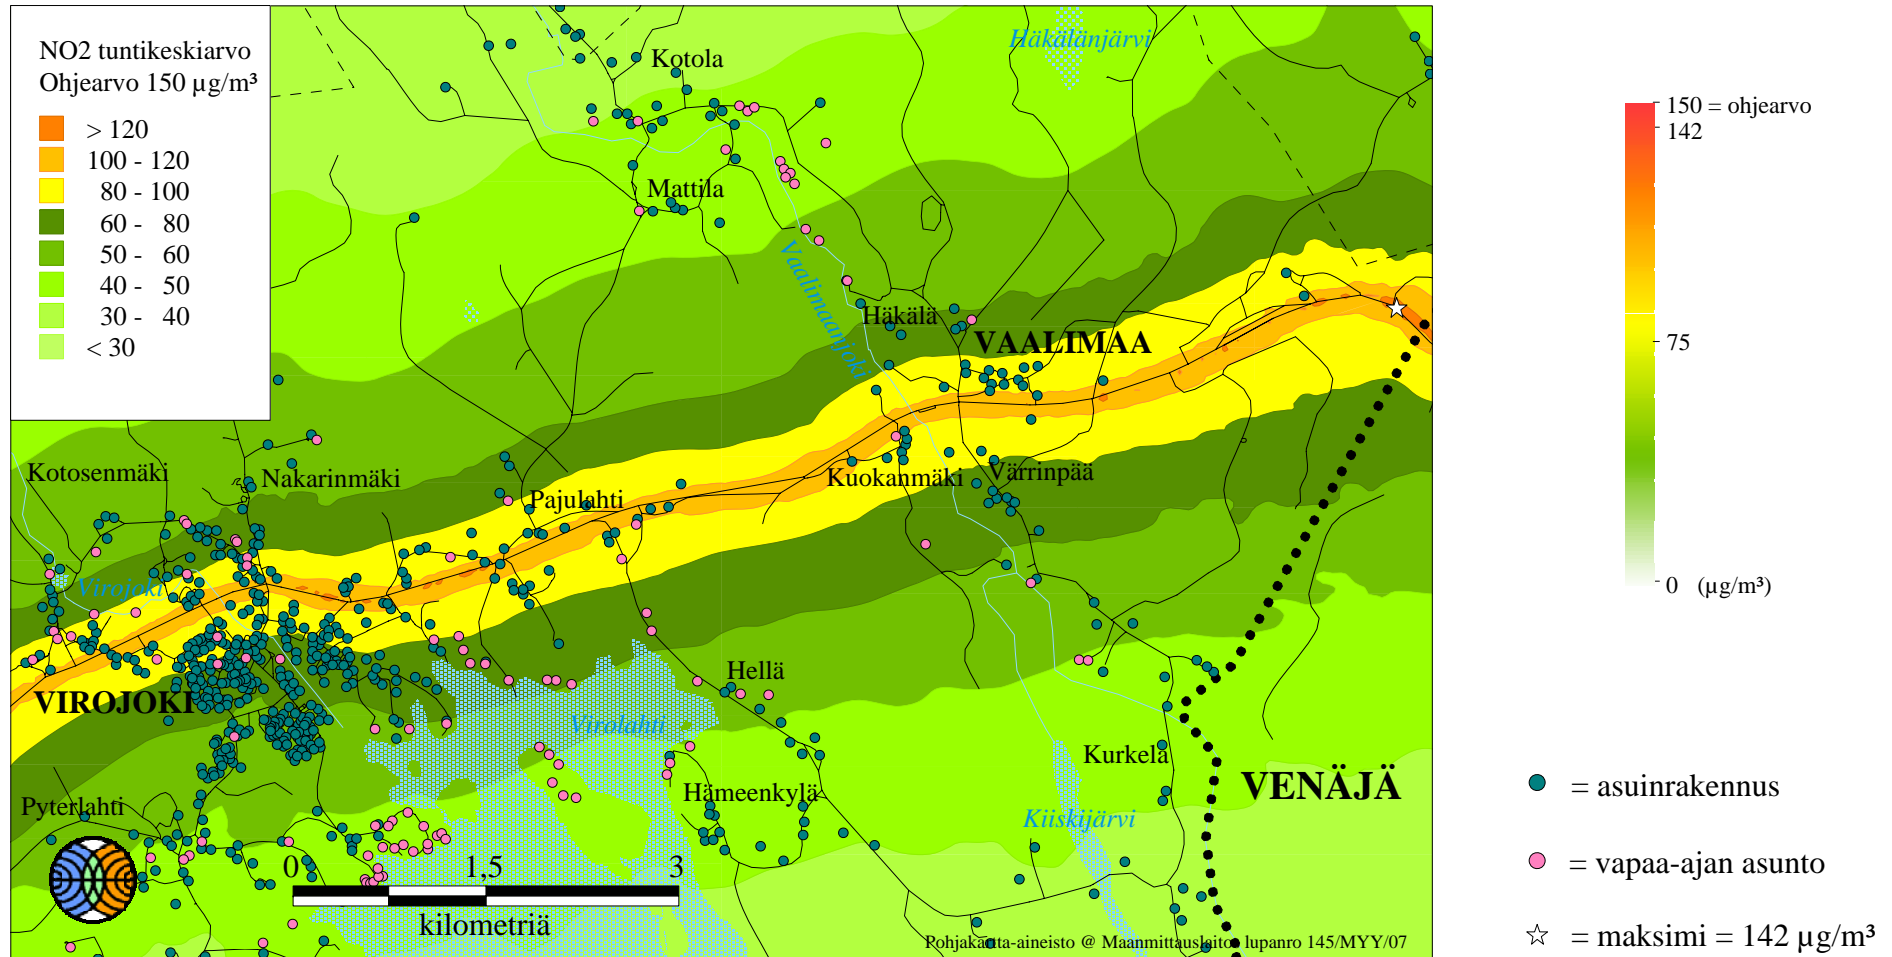 NO2 tuntikeskiarvo
Ohjearvo 150 µg/m³
> 120
100 - 120
80 - 100
60 - 80
50 - 60
40 - 50
30 - 40
< 30
Kotola
Häkälänjärvi
Mattila
Vaalimaanjoki
Häkälä
VAALIMAA
Kotosenmäki
Nakarinmäki
Pajulahti
Kuokanmäki
Värrinpää
Virojoki
VIROJOKI
Hellä
Virolahti
Kurkela
VENÄJÄ
Pyterlahti
Hämeenkylä
Kiiskijärvi
0 1,5 3
kilometriä
Pohjakartta-aineisto @ Maanmittauslaitos lupanro 145/MYY/07
150 = ohjearvo
142
75
0 (µg/m³)
= asuinrakennus
= vapaa-ajan asunto
= maksimi = 142 µg/m³